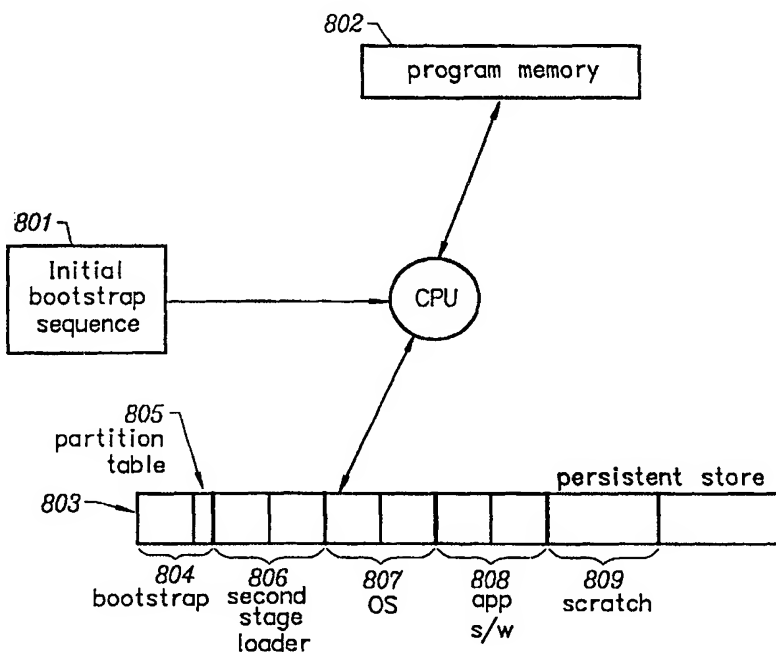 802
program memory
801
Initial
bootstrap
sequence
CPU
805
partition
table
persistent store
803
804
bootstrap
806
second
stage
loader
807
OS
808
app
s/w
809
scratch